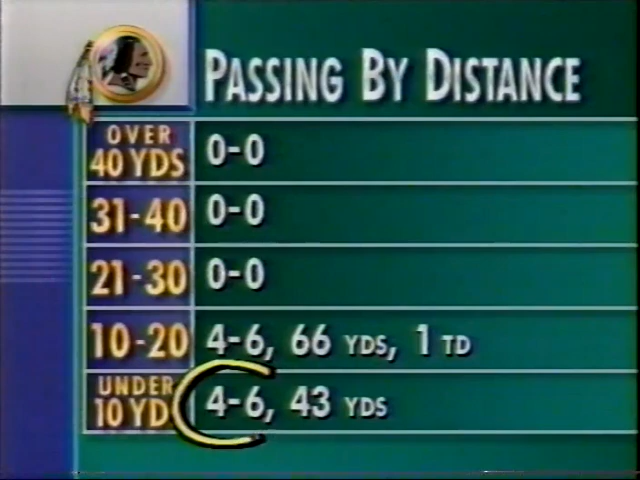 PASSING BY DISTANCE
OVER 40 YDS 0-0
31-40 0-0
21-30 0-0
10-20 4-6, 66 YDS, 1 TD
UNDER 10 YD 4-6, 43 YDS